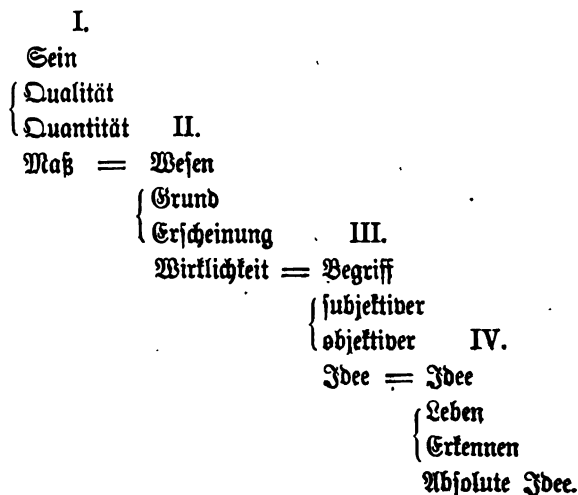 I.
Sein
Qualität
Quantität II.
Maß = Wesen
Grund
Erscheinung III.
Wirklichkeit = Begriff
subjektiver
objektiver IV.
Idee = Idee
Leben
Erkennen
Absolute Idee.